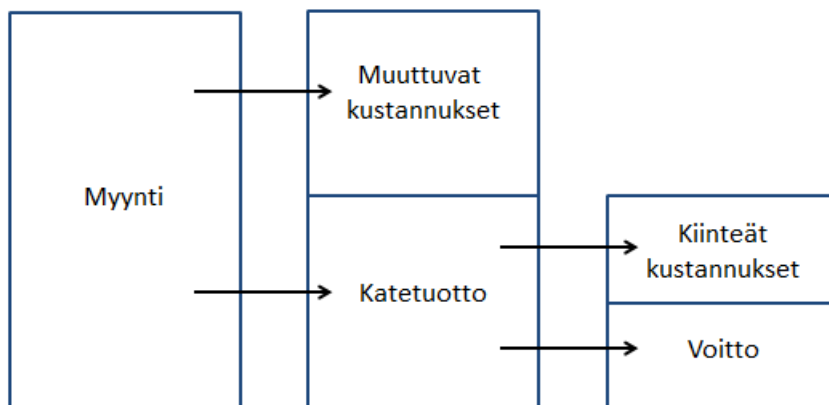 Myynti
Muuttuvat
kustannukset
Katetuotto
Kiinteät
kustannukset
Voitto